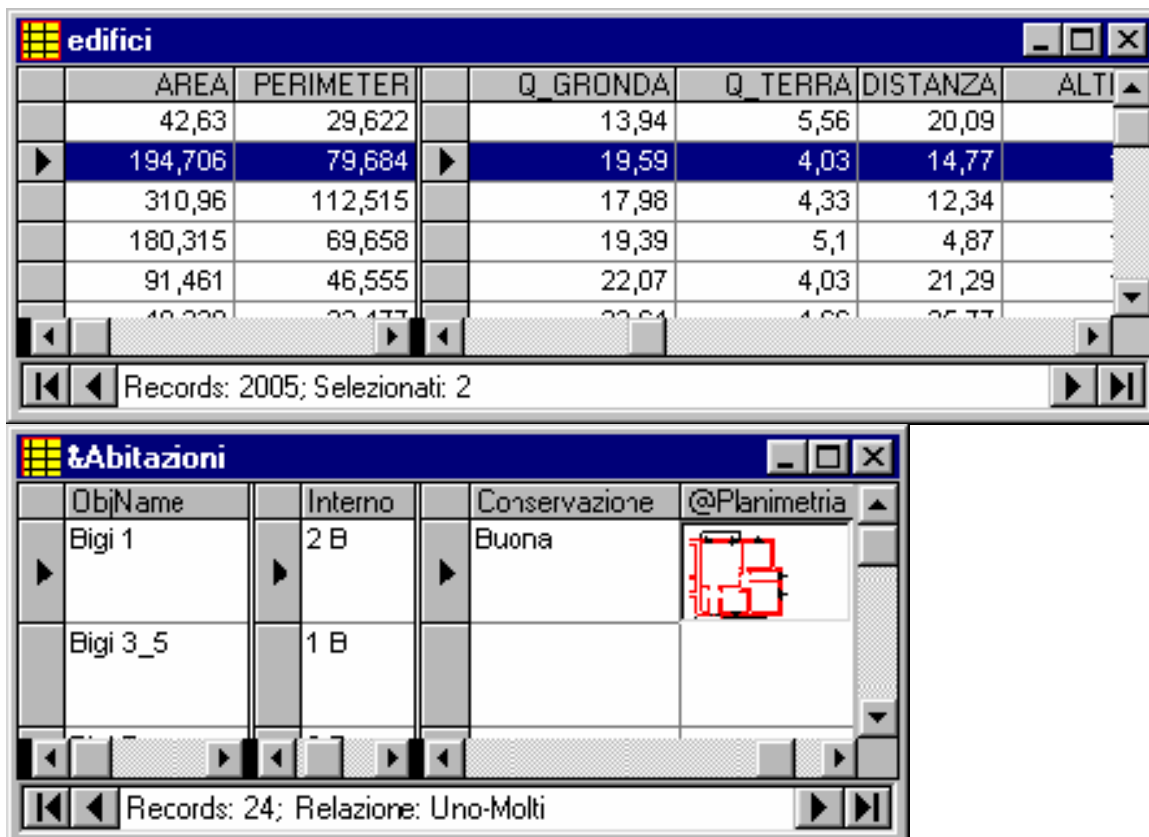 edifici
AREA PERIMETER Q_GRONDA Q_TERRA DISTANZA ALTI
42,63 29,622 13,94 5,56 20,09
194,706 79,684 19,59 4,03 14,77
310,96 112,515 17,98 4,33 12,34
180,315 69,658 19,39 5,1 4,87
91,461 46,555 22,07 4,03 21,29
Records: 2005; Selezionati: 2
&Abitazioni
ObjName Interno Conservazione @Planimetria
Bigi 1 2 B Buona
Bigi 3_5 1 B
Records: 24; Relazione: Uno-Molti